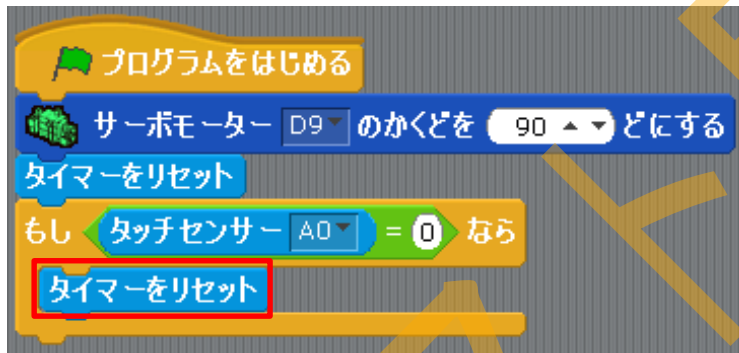 プログラムをはじめる
サーボモーター D9 のかくどを 90 どにする
タイマーをリセット
もし タッチセンサー A0 = 0 なら
タイマーをリセット